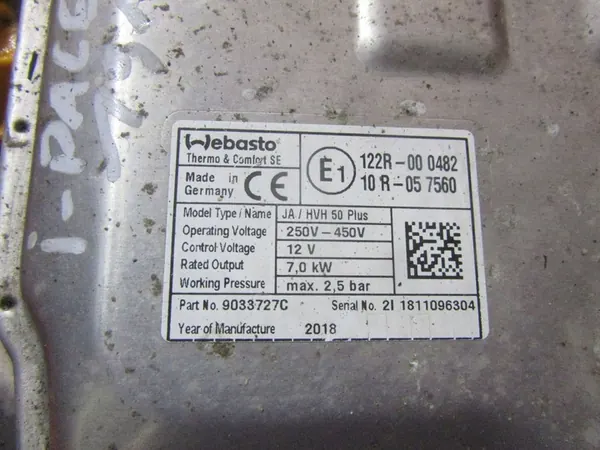 i-PACE
19>
Webasto
Thermo & Comfort SE
Made in
Germany
CE
E1
122R-00 0482
10 R-05 7560
Model Type / Name JA / HVH 50 Plus
Operating Voltage 250V-450V
Control Voltage 12 V
Rated Output 7,0 kW
Working Pressure max. 2,5 bar
Part No. 9033727C Serial No. 21 1811096304
Year of Manufacture 2018